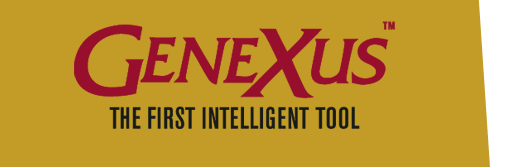 GENEXUS™
THE FIRST INTELLIGENT TOOL